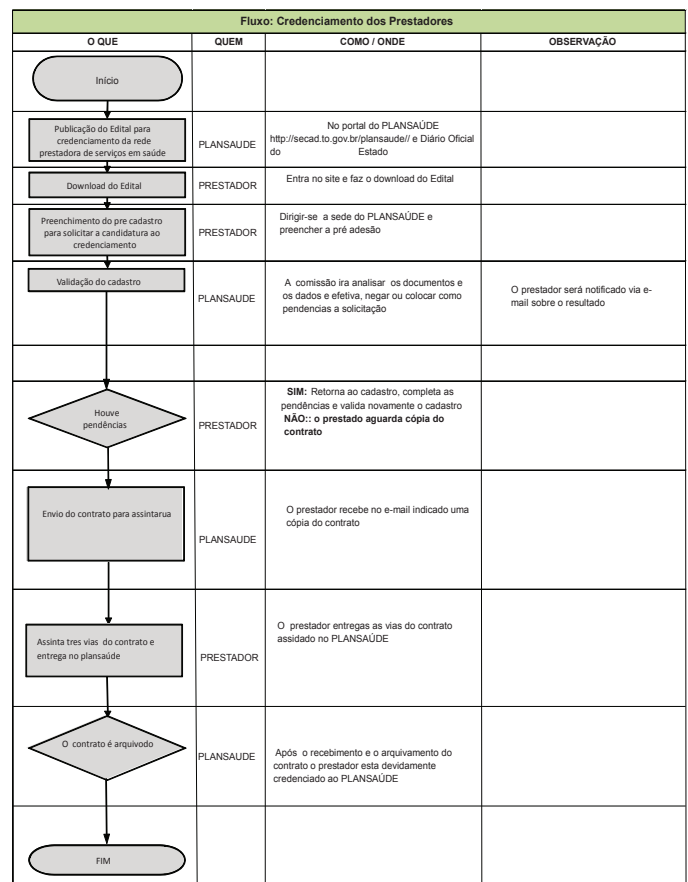 Fluxo: Credenciamento dos Prestadores
O QUE QUEM COMO / ONDE OBSERVAÇÃO
Início
Publicação do Edital para
credenciamento da rede
prestadora de serviços em saúde
PLANSAUDE
No portal do PLANSAÚDE
http://secad.to.gov.br/plansaude// e Diário Oficial
do Estado
Download do Edital
PRESTADOR
Entra no site e faz o download do Edital
Preenchimento do pre cadastro
para solicitar a candidatura ao
credenciamento
PRESTADOR
Dirigir-se a sede do PLANSAÚDE e
preencher a pré adesão
Validação do cadastro
PLANSAUDE
A comissão ira analisar os documentos e
os dados e efetiva, negar ou colocar como
pendencias a solicitação
O prestador será notificado via e-
mail sobre o resultado
Houve
pendências
PRESTADOR
SIM: Retorna ao cadastro, completa as
pendências e valida novamente o cadastro
NÃO:: o prestado aguarda cópia do
contrato
Envio do contrato para assintarua
PLANSAUDE
O prestador recebe no e-mail indicado uma
cópia do contrato
Assinta tres vias do contrato e
entrega no plansaúde
PRESTADOR
O prestador entregas as vias do contrato
assidado no PLANSAÚDE
O contrato é arquivodo
PLANSAUDE
Após o recebimento e o arquivamento do
contrato o prestador esta devidamente
credenciado ao PLANSAÚDE
FIM